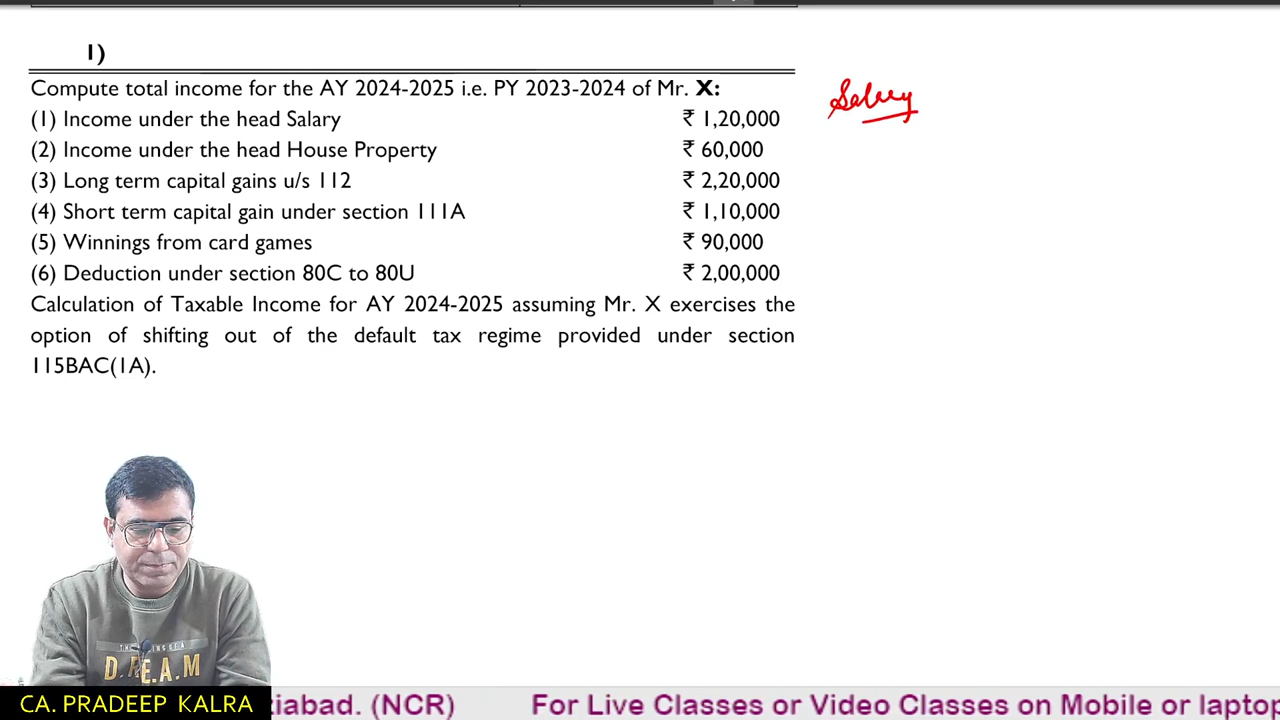 1)
Compute total income for the AY 2024-2025 i.e. PY 2023-2024 of Mr. X:
(1) Income under the head Salary ₹ 1,20,000
(2) Income under the head House Property ₹ 60,000
(3) Long term capital gains u/s 112 ₹ 2,20,000
(4) Short term capital gain under section 111A ₹ 1,10,000
(5) Winnings from card games ₹ 90,000
(6) Deduction under section 80C to 80U ₹ 2,00,000
Calculation of Taxable Income for AY 2024-2025 assuming Mr. X exercises the
option of shifting out of the default tax regime provided under section
115BAC(1A).
Salary
D.R.E.A.M
CA. PRADEEP KALRA
iabad. (NCR) For Live Classes or Video Classes on Mobile or laptop